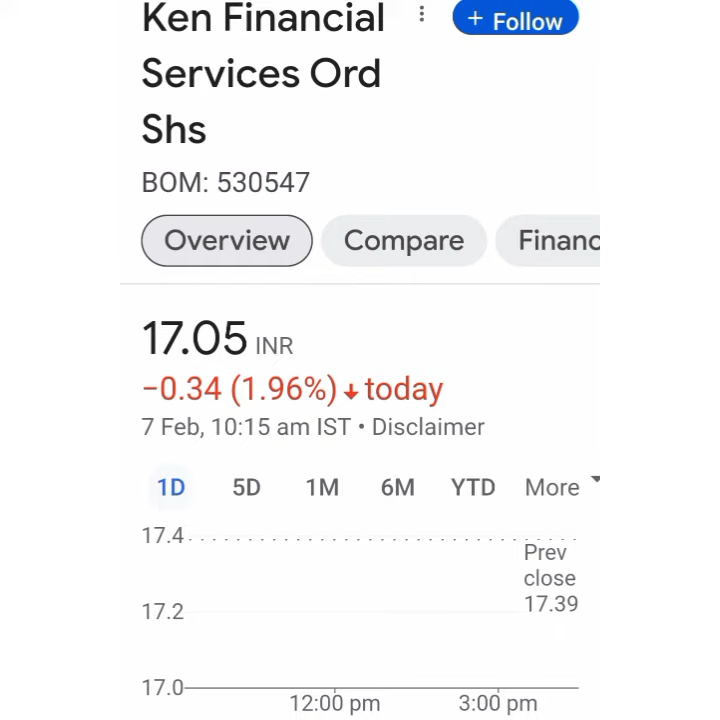 Ken Financial
+ Follow
Services Ord
Shs
BOM: 530547
Overview Compare Financ
17.05 INR
−0.34 (1.96%) ↓ today
7 Feb, 10:15 am IST • Disclaimer
1D 5D 1M 6M YTD More
17.4
Prev
close
17.39
17.2
17.0
12:00 pm 3:00 pm